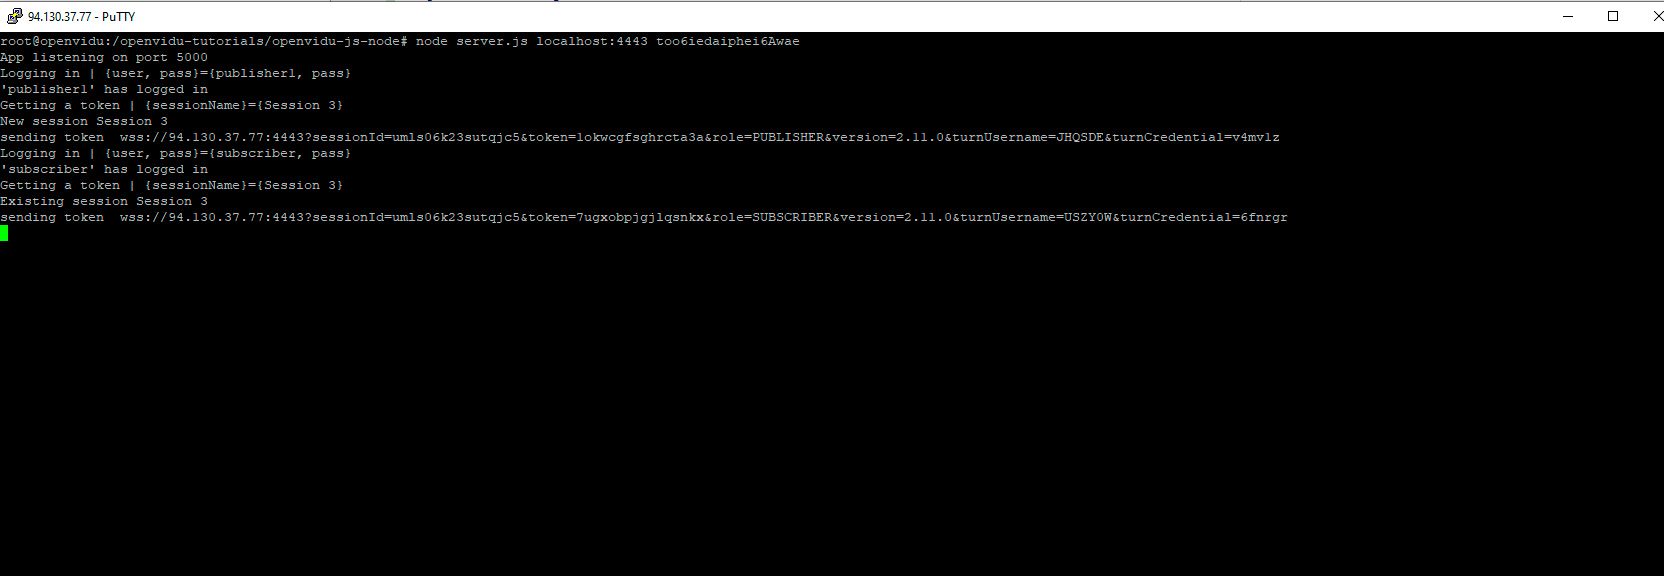 94.130.37.77 - PuTTY
root@openvidu:/openvidu-tutorials/openvidu-js-node# node server.js localhost:4443 too6iedaiphei6Awae
App listening on port 5000
Logging in | {user, pass}={publisher1, pass}
'publisher1' has logged in
Getting a token | {sessionName}={Session 3}
New session Session 3
sending token  wss://94.130.37.77:4443?sessionId=umls06k23sutqjc5&token=1okwcgfsghrcta3a&role=PUBLISHER&version=2.11.0&turnUsername=JHQSDE&turnCredential=v4mvlz
Logging in | {user, pass}={subscriber, pass}
'subscriber' has logged in
Getting a token | {sessionName}={Session 3}
Existing session Session 3
sending token  wss://94.130.37.77:4443?sessionId=umls06k23sutqjc5&token=7ugxobpjgjlqsnkx&role=SUBSCRIBER&version=2.11.0&turnUsername=USZY0W&turnCredential=6fnrgr